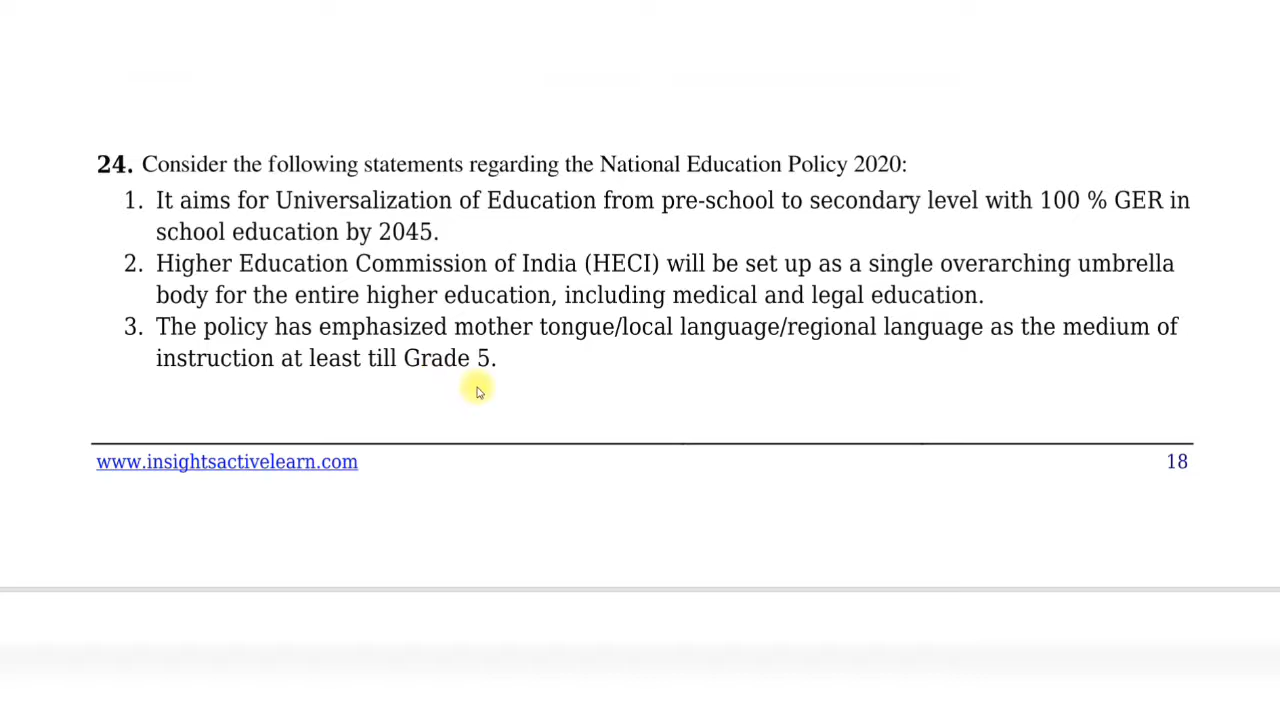 24. Consider the following statements regarding the National Education Policy 2020:
1. It aims for Universalization of Education from pre-school to secondary level with 100 % GER in
school education by 2045.
2. Higher Education Commission of India (HECI) will be set up as a single overarching umbrella
body for the entire higher education, including medical and legal education.
3. The policy has emphasized mother tongue/local language/regional language as the medium of
instruction at least till Grade 5.
www.insightsactivelearn.com 18